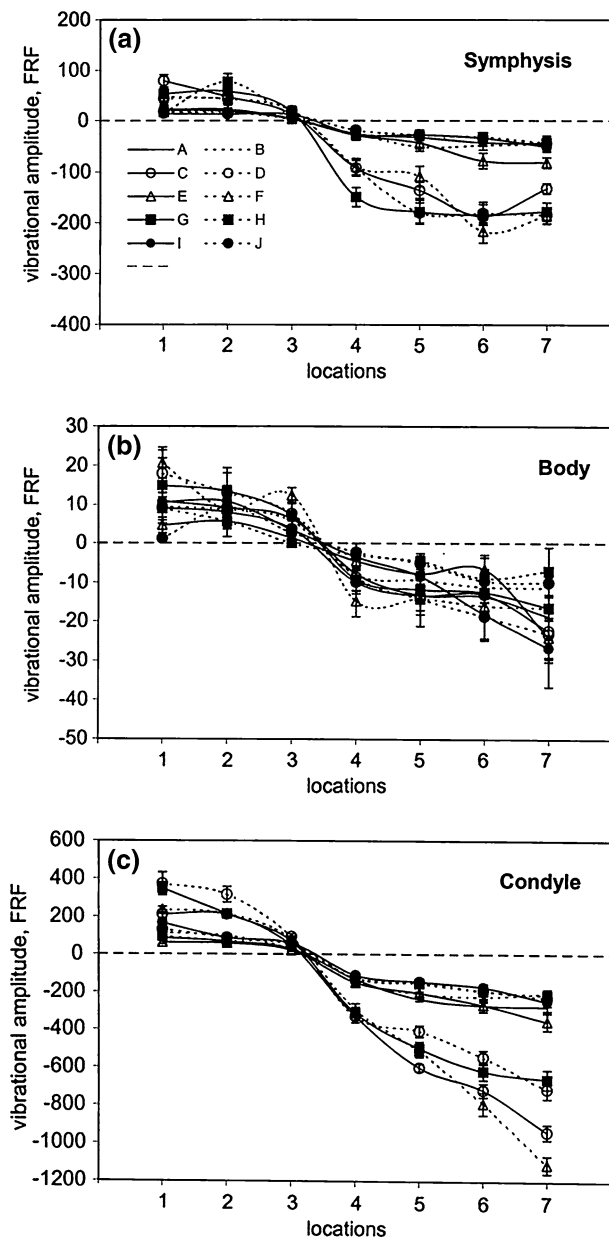 (a)
Symphysis
vibrational amplitude, FRF
200
100
0
-100
-200
-300
-400
A B
C D
E F
G H
I J
1 2 3 4 5 6 7
locations
(b)
Body
vibrational amplitude, FRF
30
20
10
0
-10
-20
-30
-40
-50
1 2 3 4 5 6 7
locations
(c)
Condyle
vibrational amplitude, FRF
600
400
200
0
-200
-400
-600
-800
-1000
-1200
1 2 3 4 5 6 7
locations